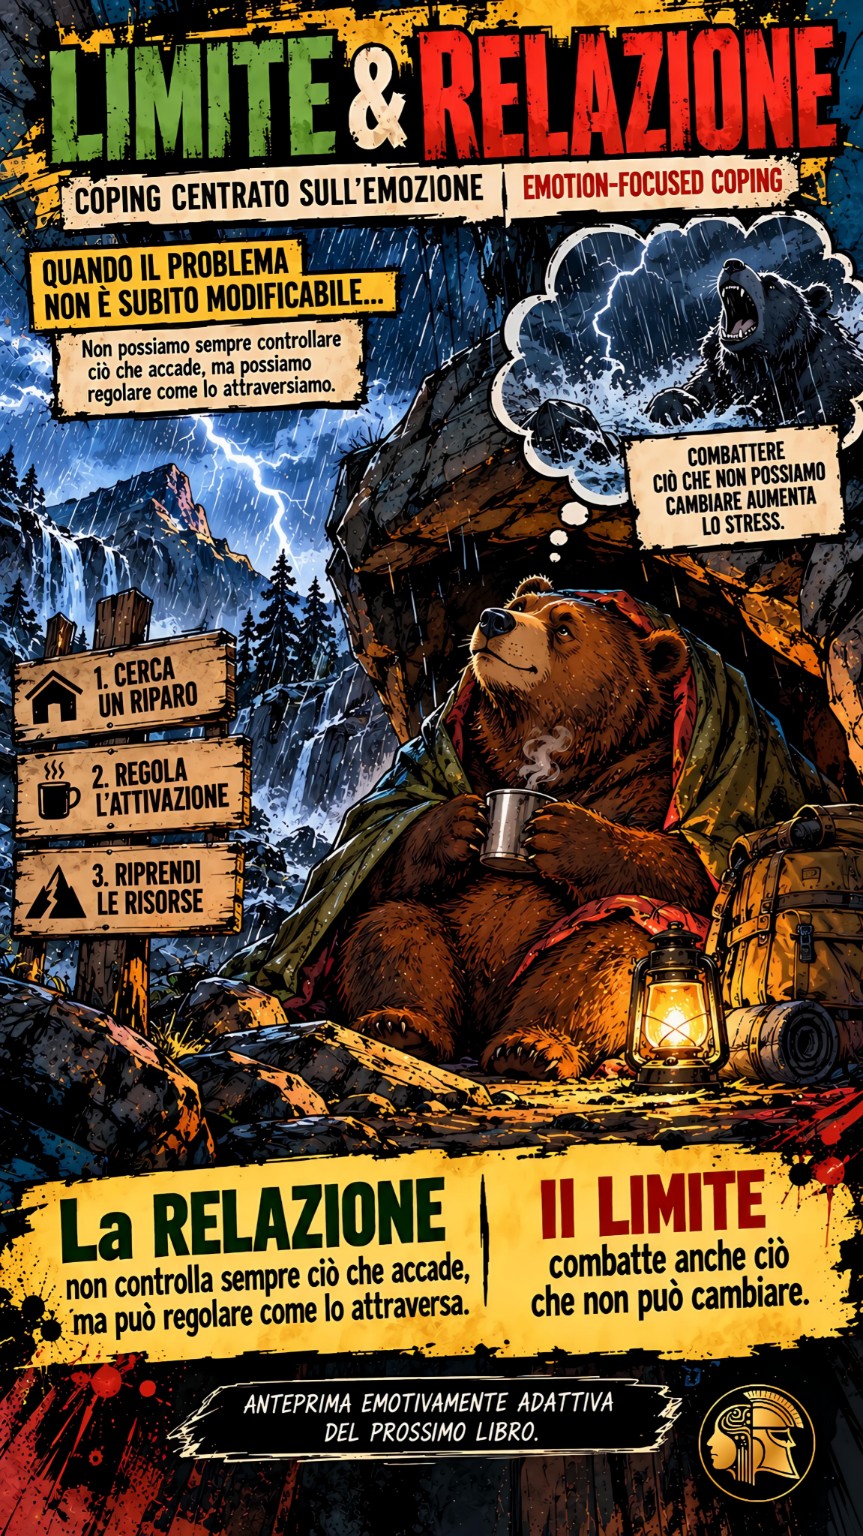 LIMITE & RELAZIONE
COPING CENTRATO SULL'EMOZIONE
EMOTION-FOCUSED COPING
QUANDO IL PROBLEMA
NON È SUBITO MODIFICABILE...
Non possiamo sempre controllare
ciò che accade, ma possiamo
regolare come lo attraversiamo.
COMBATTERE
CIÒ CHE NON POSSIAMO
CAMBIARE AUMENTA
LO STRESS.
1. CERCA
UN RIPARO
2. REGOLA
L'ATTIVAZIONE
3. RIPRENDI
LE RISORSE
La RELAZIONE
non controlla sempre ciò che accade,
ma può regolare come lo attraversa.
Il LIMITE
combatte anche ciò
che non può cambiare.
ANTEPRIMA EMOTIVAMENTE ADATTIVA
DEL PROSSIMO LIBRO.